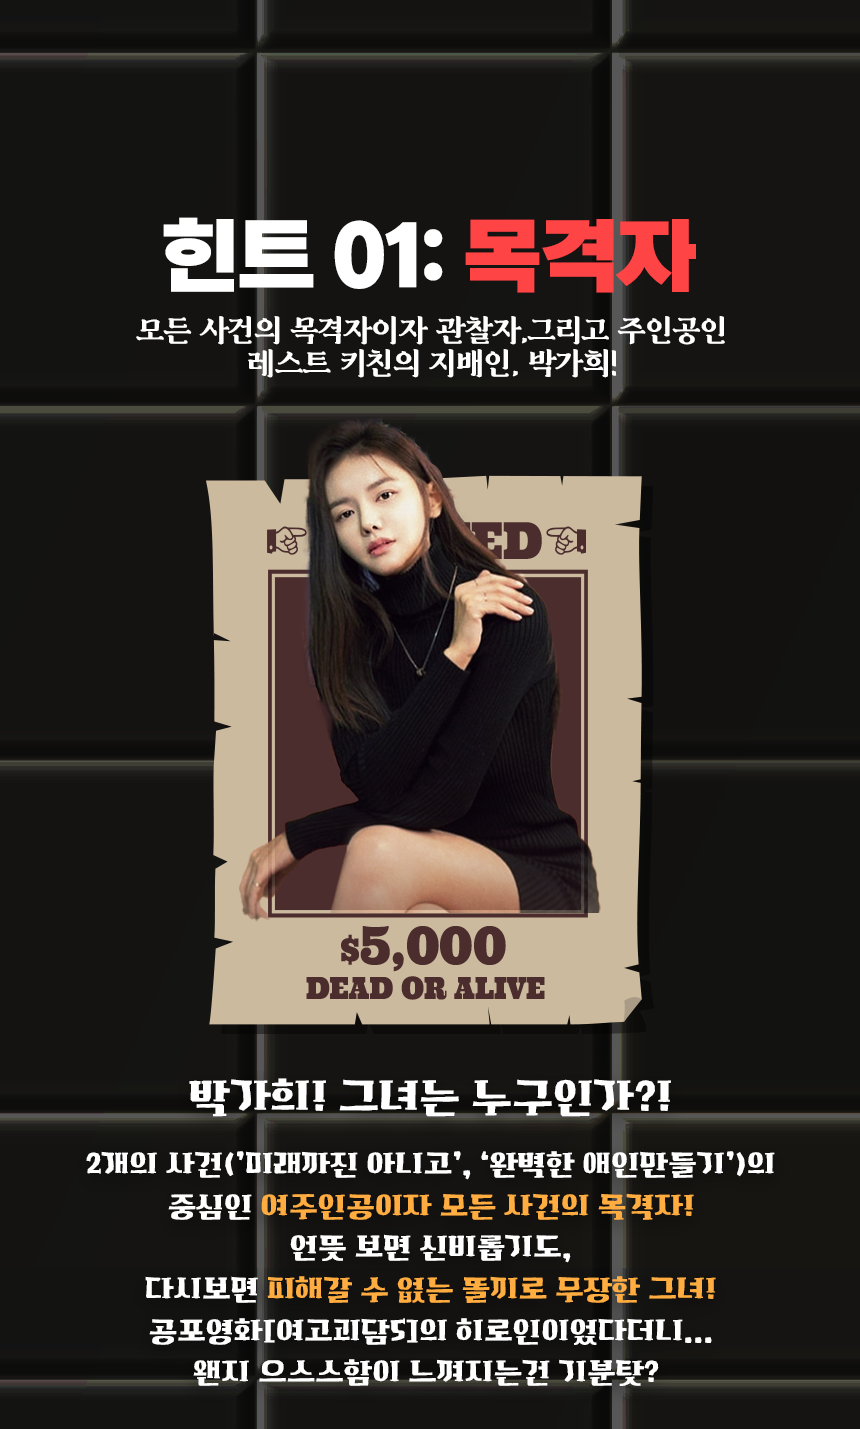 힌트 01: 목격자
모든 사건의 목격자이자 관찰자,그리고 주인공인
레스트 키친의 지배인, 박가희!
$5,000
DEAD OR ALIVE
박가희! 그녀는 누구인가?!
2개의 사건('미래까진 아니고', ‘완벽한 애인만들기’)의
중심인 여주인공이자 모든 사건의 목격자!
언뜻 보면 신비롭기도,
다시보면 피해갈 수 없는 똘끼로 무장한 그녀!
공포영화[여고괴담5]의 히로인이었다더니...
왠지 으스스함이 느껴지는건 기분탓?